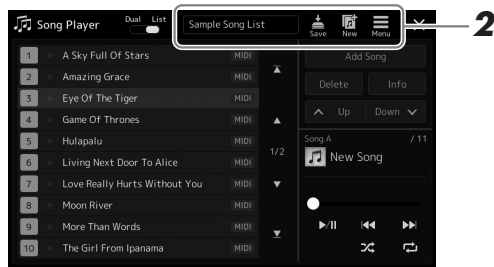 Song Player Dual List Sample Song List Save New Menu 2
1 A Sky Full Of Stars MIDI
2 Amazing Grace MIDI
3 Eye Of The Tiger MIDI
4 Game Of Thrones MIDI
5 Hulapalu MIDI
6 Living Next Door To Alice MIDI
7 Love Really Hurts Without You MIDI
8 Moon River MIDI
9 More Than Words MIDI
10 The Girl From Ipanama MIDI
1/2
Add Song
Delete Info
Up Down
Song A / 11
New Song